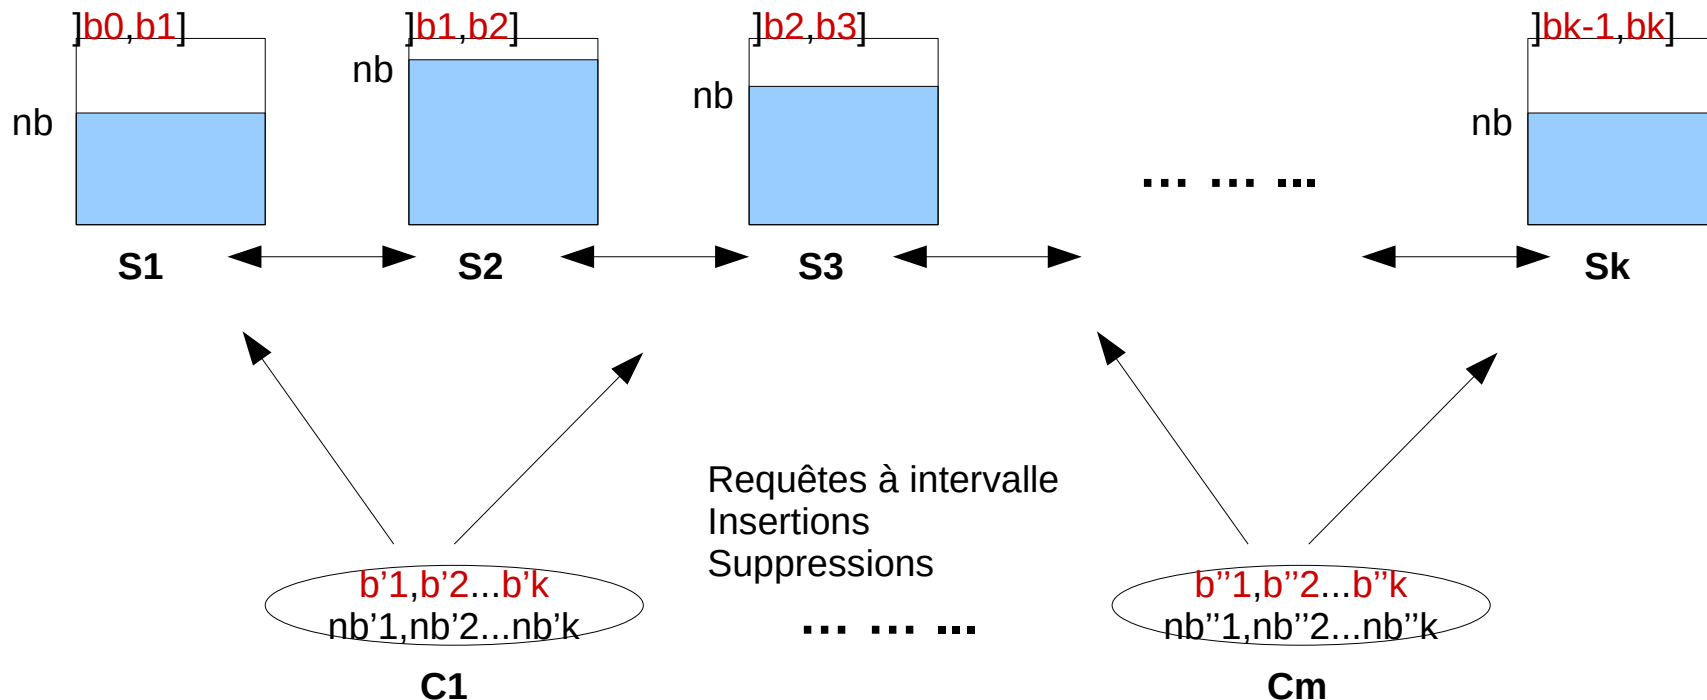 ]b0,b1]
]b1,b2]
]b2,b3]
]bk-1,bk]
nb
nb
nb
nb
... ... ...
S1
S2
S3
Sk
Requêtes à intervalle
Insertions
Suppressions
b’1,b’2...b’k
nb’1,nb’2...nb’k
C1
... ... ...
b’’1,b’’2...b’’k
nb’’1,nb’’2...nb’’k
Cm